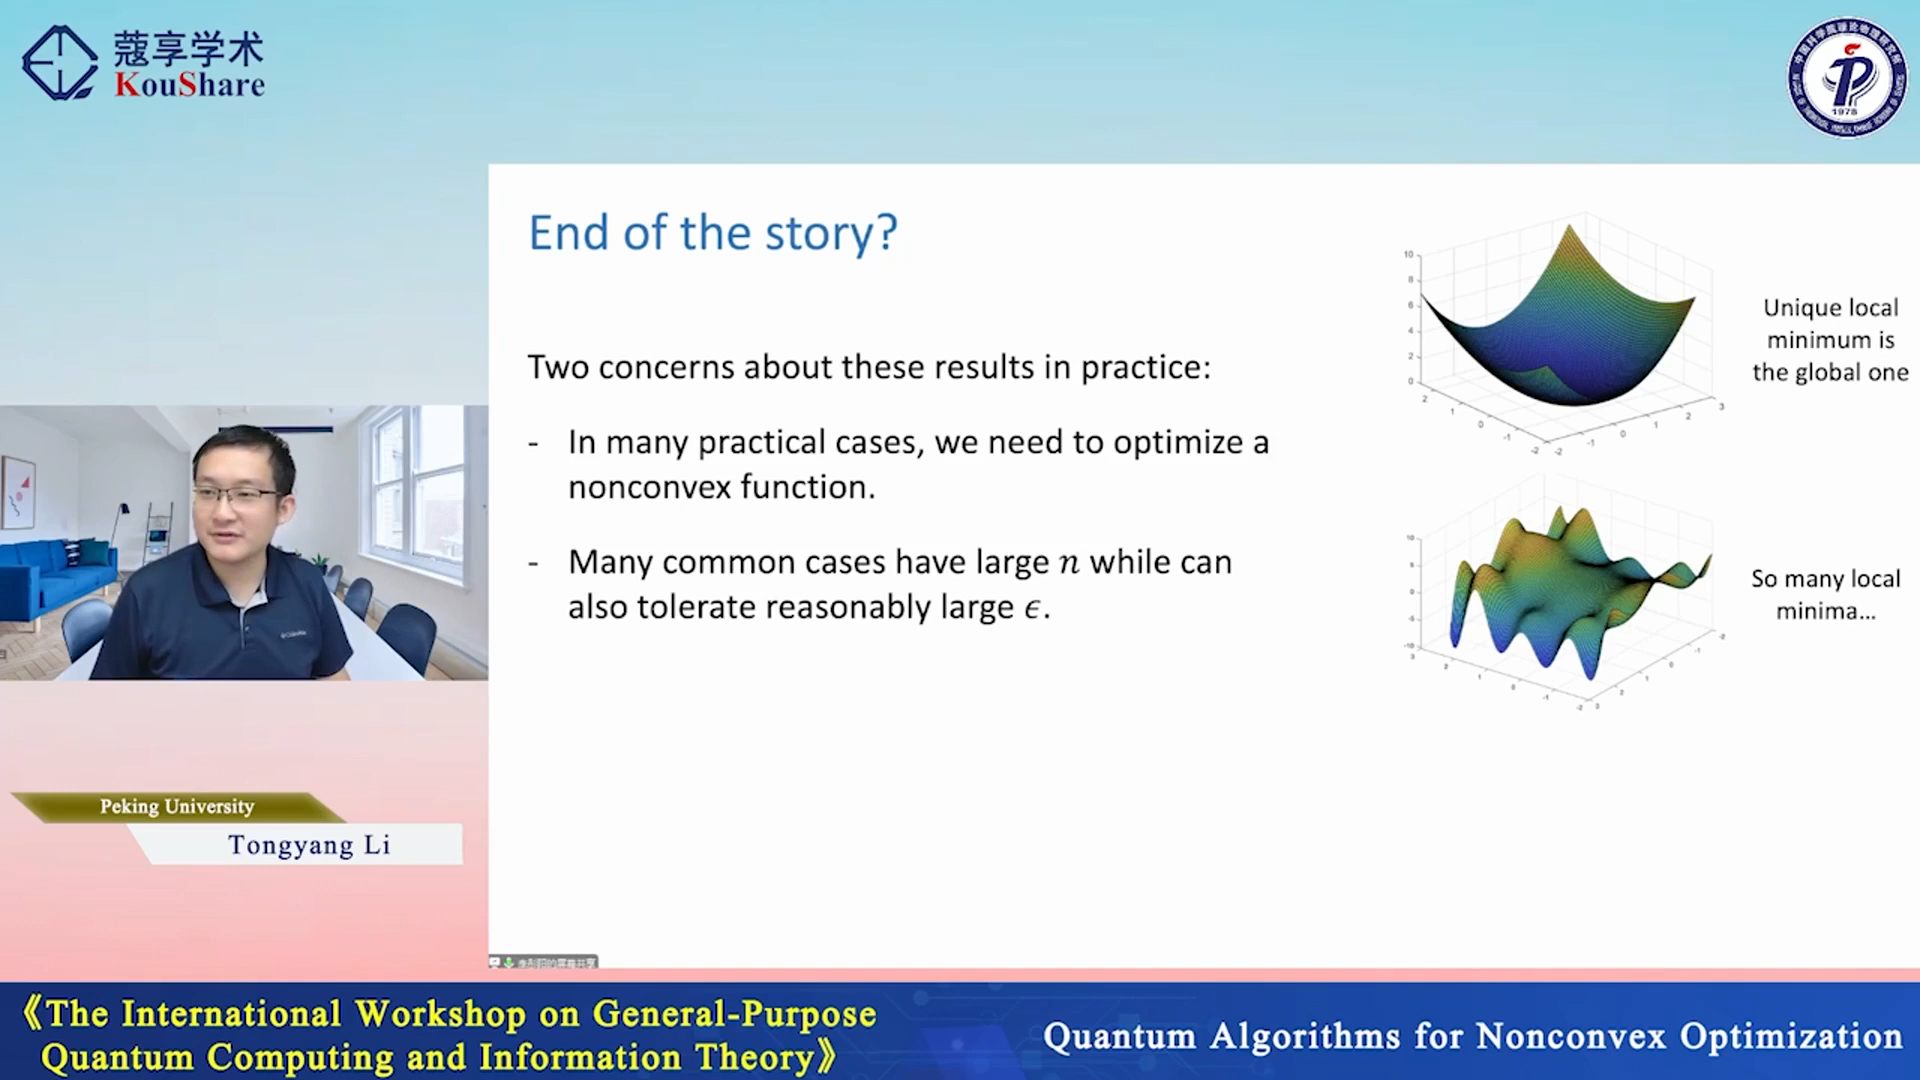 蔻享学术
KouShare
1978
End of the story?
Two concerns about these results in practice:
- In many practical cases, we need to optimize a
nonconvex function.
- Many common cases have large n while can
also tolerate reasonably large ϵ.
Unique local
minimum is
the global one
So many local
minima...
Peking University
Tongyang Li
《The International Workshop on General-Purpose
Quantum Computing and Information Theory》
Quantum Algorithms for Nonconvex Optimization